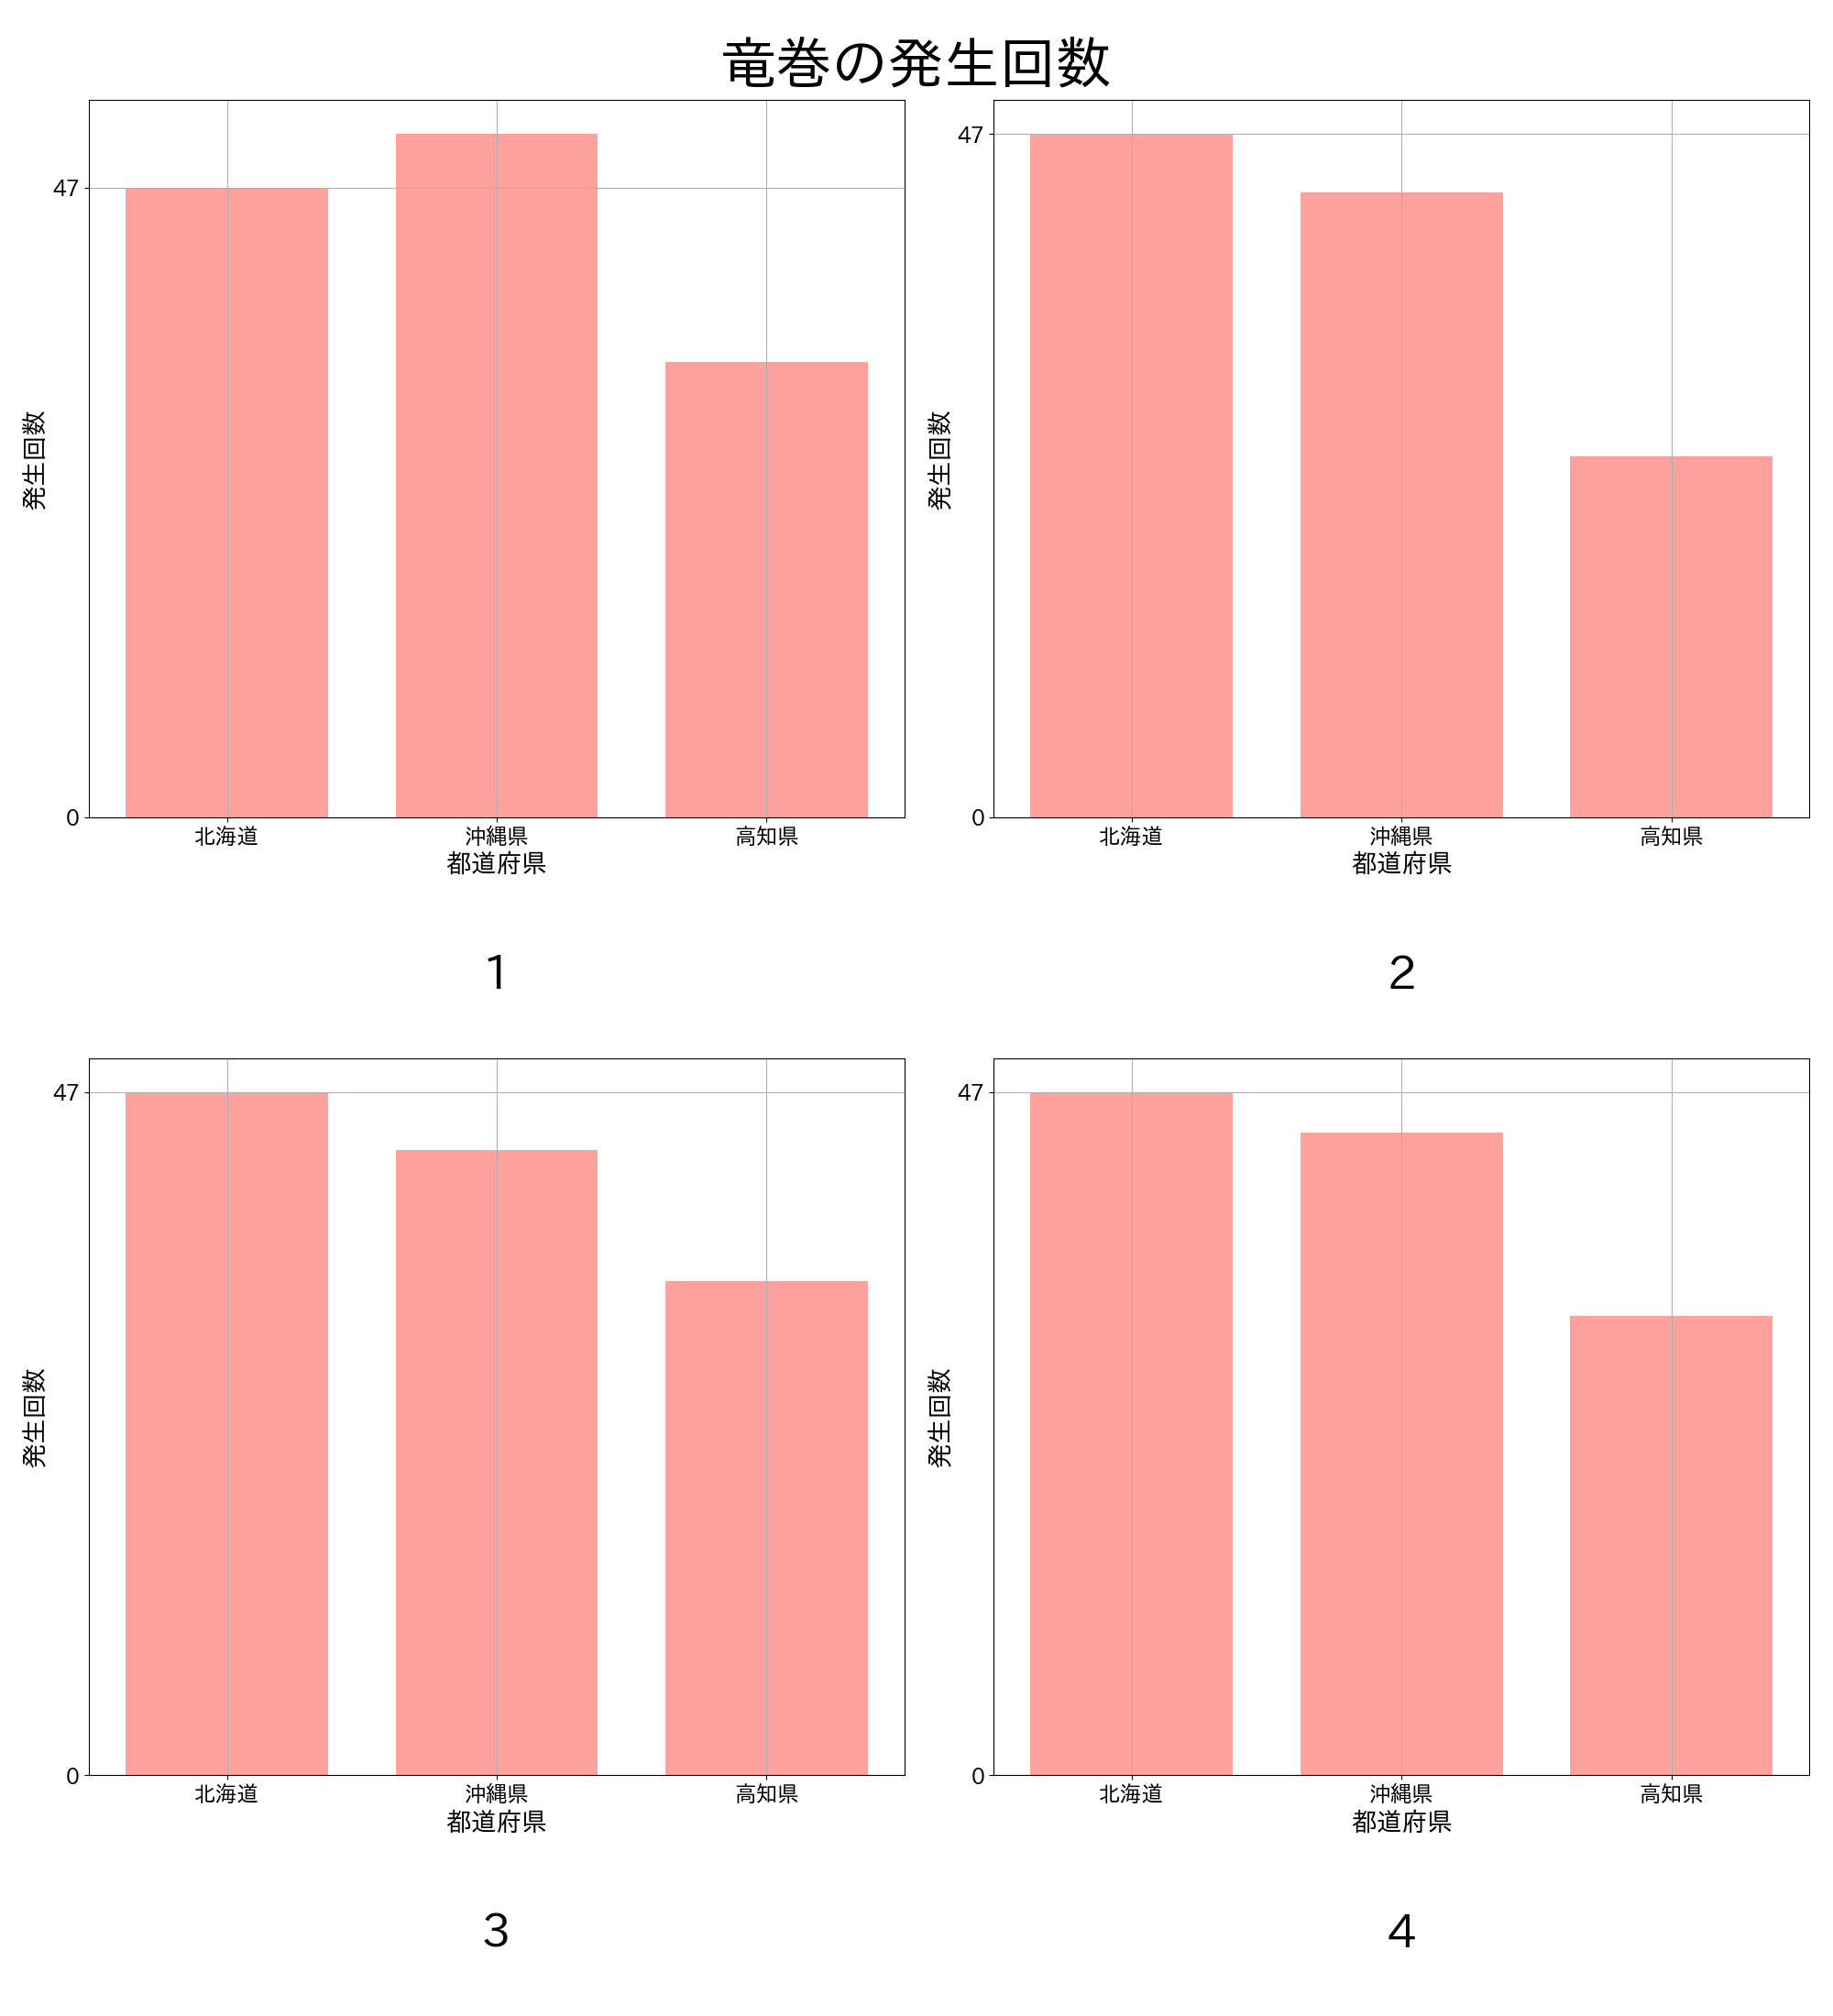 竜巻の発生回数
47
0
発生回数
北海道 沖縄県 高知県
都道府県
1
47
0
発生回数
北海道 沖縄県 高知県
都道府県
2
47
0
発生回数
北海道 沖縄県 高知県
都道府県
3
47
0
発生回数
北海道 沖縄県 高知県
都道府県
4